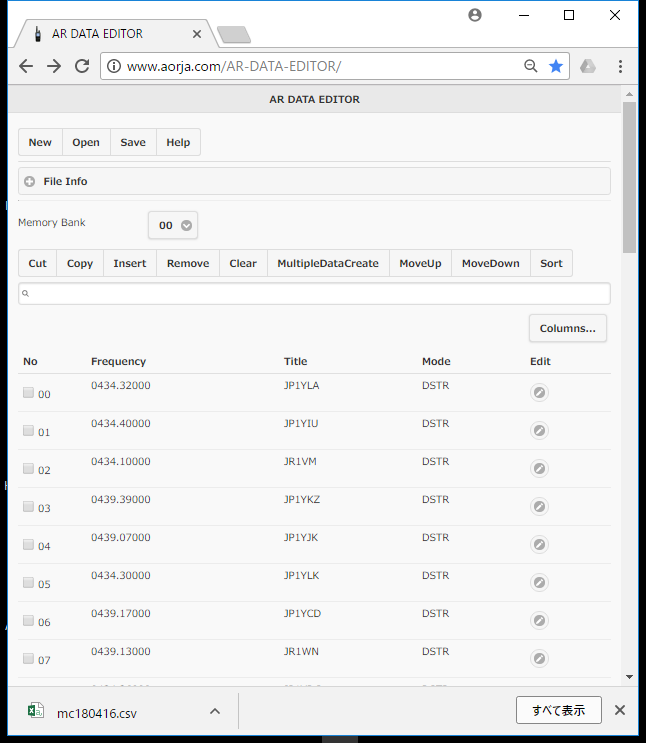 AR DATA EDITOR
www.aorja.com/AR-DATA-EDITOR/
AR DATA EDITOR
New Open Save Help
File Info
Memory Bank 00
Cut Copy Insert Remove Clear MultipleDataCreate MoveUp MoveDown Sort
Columns...
No Frequency Title Mode Edit
00 0434.32000 JP1YLA DSTR
01 0434.40000 JP1YIU DSTR
02 0434.10000 JR1VM DSTR
03 0439.39000 JP1YKZ DSTR
04 0439.07000 JP1YJK DSTR
05 0434.30000 JP1YLK DSTR
06 0439.17000 JP1YCD DSTR
07 0439.13000 JR1WN DSTR
mc180416.csv
すべて表示